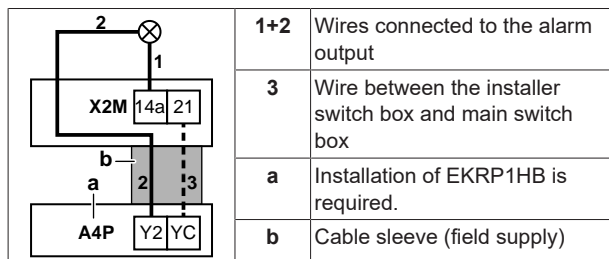 2
1
X2M 14a 21
b
2 3
a
A4P Y2 YC
1+2 Wires connected to the alarm
output
3 Wire between the installer
switch box and main switch
box
a Installation of EKRP1HB is
required.
b Cable sleeve (field supply)